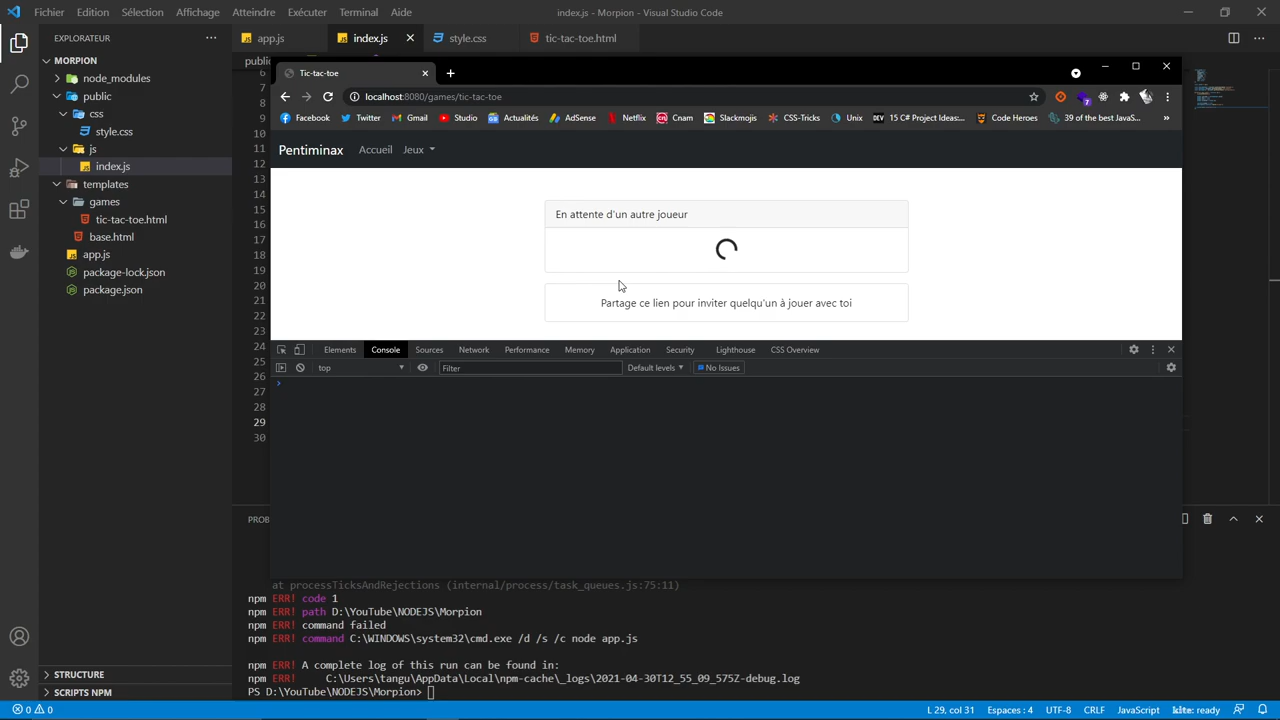 Fichier Edition Sélection Affichage Atteindre Exécuter Terminal Aide index.js - Morpion - Visual Studio Code
EXPLORATEUR ··· app.js index.js style.css tic-tac-toe.html
MORPION
node_modules
public
css
style.css
js
index.js
templates
games
tic-tac-toe.html
base.html
app.js
package-lock.json
package.json
STRUCTURE
SCRIPTS NPM
6
7
8
9
10
11
12
13
14
15
16
17
18
19
20
21
22
23
24
25
26
27
28
29
30
Tic-tac-toe
localhost:8080/games/tic-tac-toe
7
Facebook Twitter Gmail Studio Actualités AdSense Netflix Cnam Slackmojis CSS-Tricks Unix DEV 15 C# Project Ideas:... Code Heroes 39 of the best JavaS... »
Pentiminax Accueil Jeux
En attente d'un autre joueur
Partage ce lien pour inviter quelqu'un à jouer avec toi
Elements Console Sources Network Performance Memory Application Security Lighthouse CSS Overview
top Filter Default levels No Issues
›
PROB
at processTicksAndRejections (internal/process/task_queues.js:75:11)
npm ERR! code 1
npm ERR! path D:\YouTube\NODEJS\Morpion
npm ERR! command failed
npm ERR! command C:\WINDOWS\system32\cmd.exe /d /s /c node app.js
npm ERR! A complete log of this run can be found in:
npm ERR! C:\Users\tangu\AppData\Local\npm-cache\_logs\2021-04-30T12_55_09_575Z-debug.log
PS D:\YouTube\NODEJS\Morpion>
0 0 L 29, col 31 Espaces : 4 UTF-8 CRLF JavaScript kite: ready